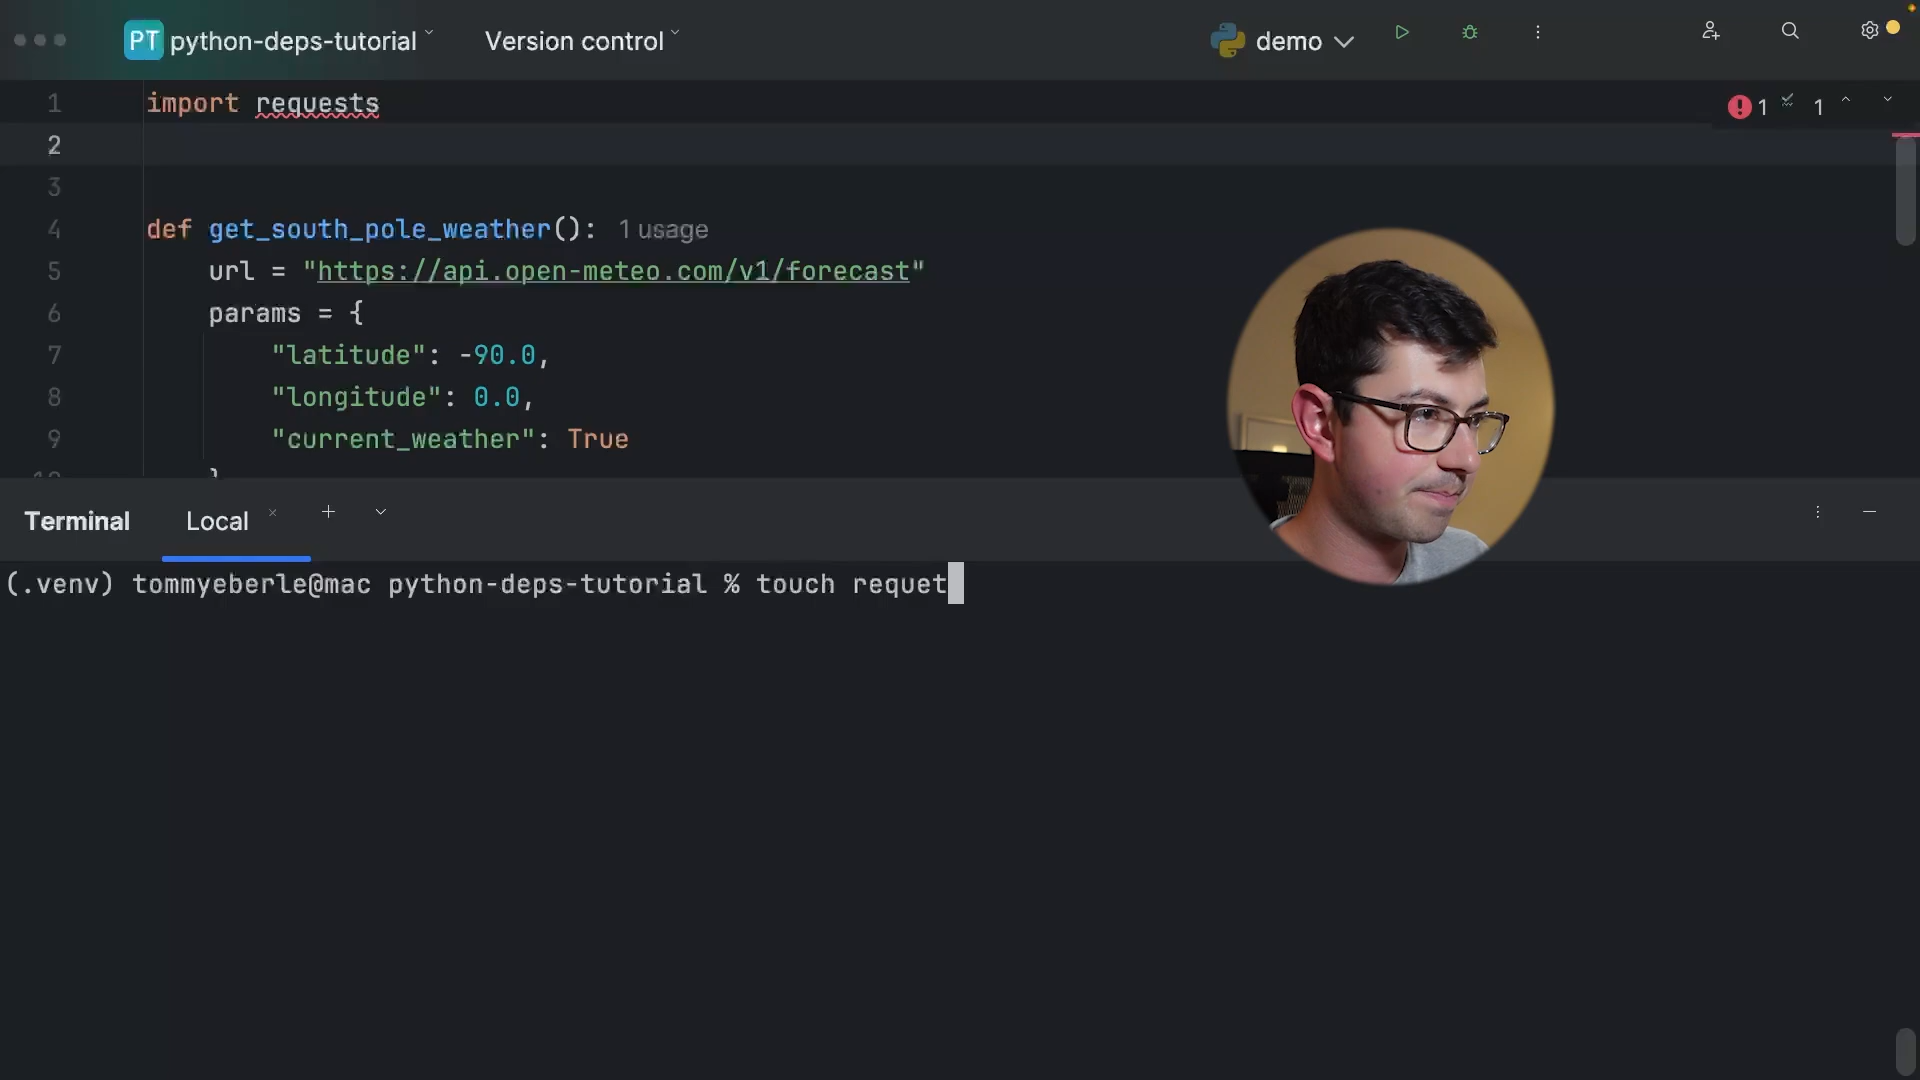 PT python-deps-tutorial Version control demo
1 import requests 1 1
2
3
4 def get_south_pole_weather(): 1 usage
5 url = "https://api.open-meteo.com/v1/forecast"
6 params = {
7 "latitude": -90.0,
8 "longitude": 0.0,
9 "current_weather": True
10 }
Terminal Local
(.venv) tommyeberle@mac python-deps-tutorial % touch requet